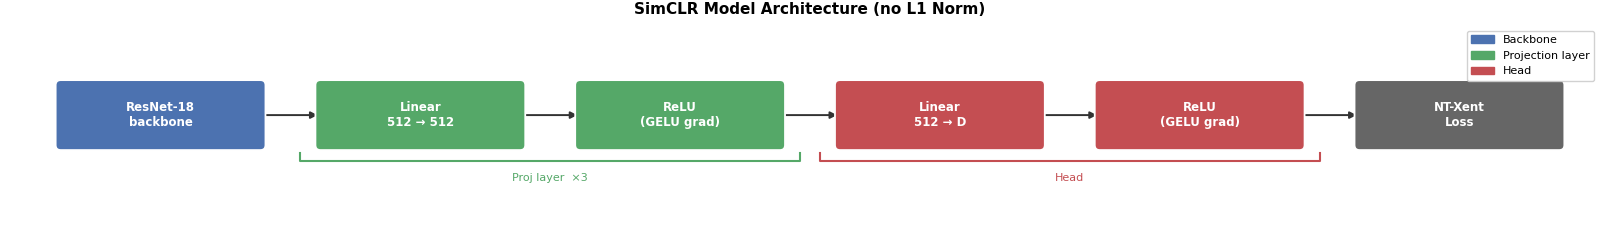 SimCLR Model Architecture (no L1 Norm)
Backbone
Projection layer
Head
ResNet-18
backbone
Linear
512 → 512
ReLU
(GELU grad)
Linear
512 → D
ReLU
(GELU grad)
NT-Xent
Loss
Proj layer ×3
Head